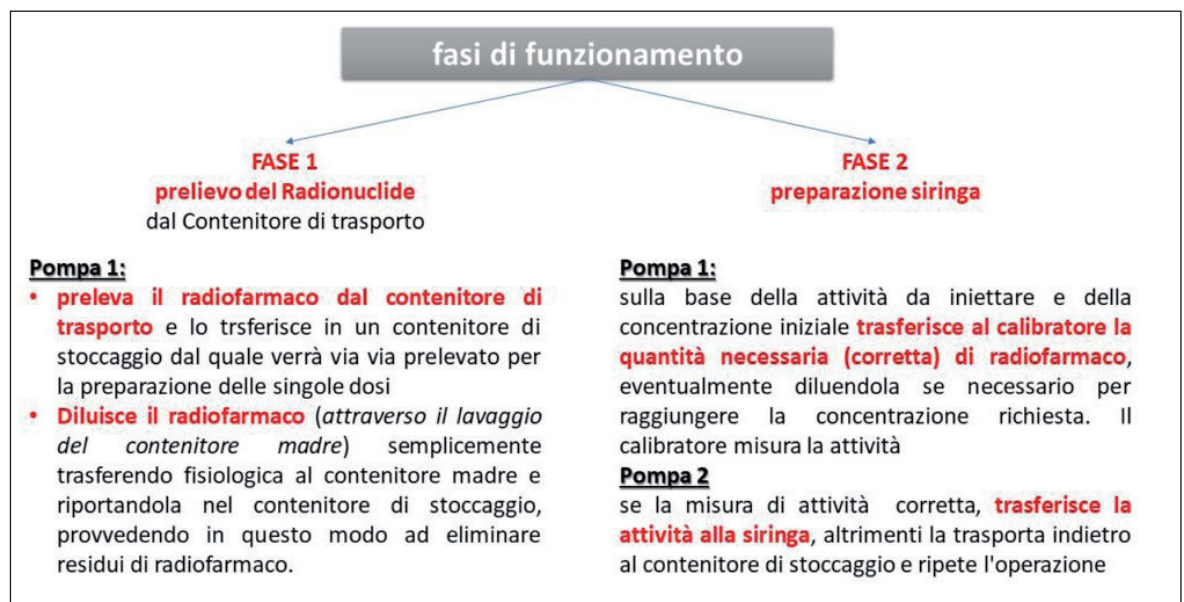 fasi di funzionamento
FASE 1
prelievo del Radionuclide
dal Contenitore di trasporto
Pompa 1:
• preleva il radiofarmaco dal contenitore di
trasporto e lo trsferisce in un contenitore di
stoccaggio dal quale verrà via via prelevato per
la preparazione delle singole dosi
• Diluisce il radiofarmaco (attraverso il lavaggio
del contenitore madre) semplicemente
trasferendo fisiologica al contenitore madre e
riportandola nel contenitore di stoccaggio,
provvedendo in questo modo ad eliminare
residui di radiofarmaco.
FASE 2
preparazione siringa
Pompa 1:
sulla base della attività da iniettare e della
concentrazione iniziale trasferisce al calibratore la
quantità necessaria (corretta) di radiofarmaco,
eventualmente diluendola se necessario per
raggiungere la concentrazione richiesta. Il
calibratore misura la attività
Pompa 2
se la misura di attività corretta, trasferisce la
attività alla siringa, altrimenti la trasporta indietro
al contenitore di stoccaggio e ripete l'operazione